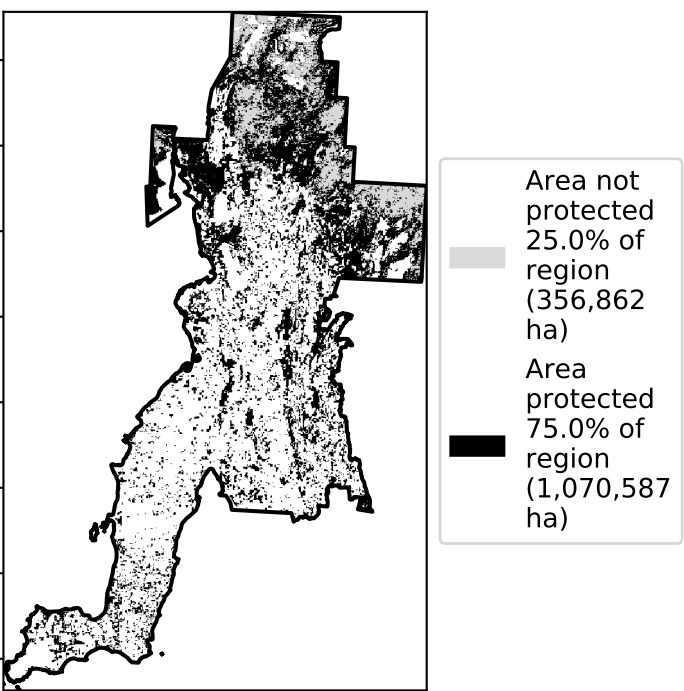 Area not
protected
25.0% of
region
(356,862
ha)
Area
protected
75.0% of
region
(1,070,587
ha)